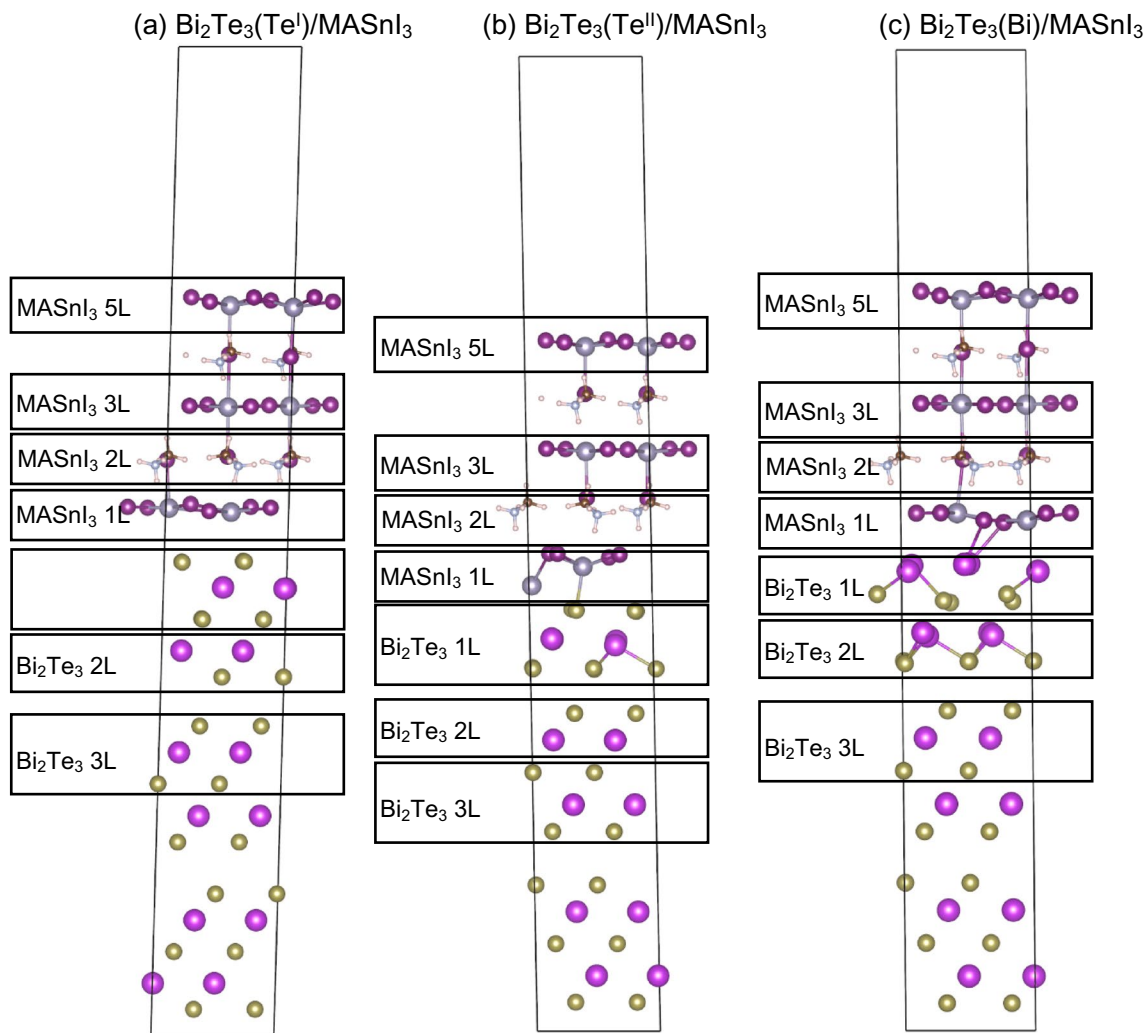 (a) Bi₂Te₃(Teᴵ)/MASnI₃
(b) Bi₂Te₃(Teᴵᴵ)/MASnI₃
(c) Bi₂Te₃(Bi)/MASnI₃
MASnI₃ 5L
MASnI₃ 3L
MASnI₃ 2L
MASnI₃ 1L
Bi₂Te₃ 2L
Bi₂Te₃ 3L
MASnI₃ 5L
MASnI₃ 3L
MASnI₃ 2L
MASnI₃ 1L
Bi₂Te₃ 1L
Bi₂Te₃ 2L
Bi₂Te₃ 3L
MASnI₃ 5L
MASnI₃ 3L
MASnI₃ 2L
MASnI₃ 1L
Bi₂Te₃ 1L
Bi₂Te₃ 2L
Bi₂Te₃ 3L